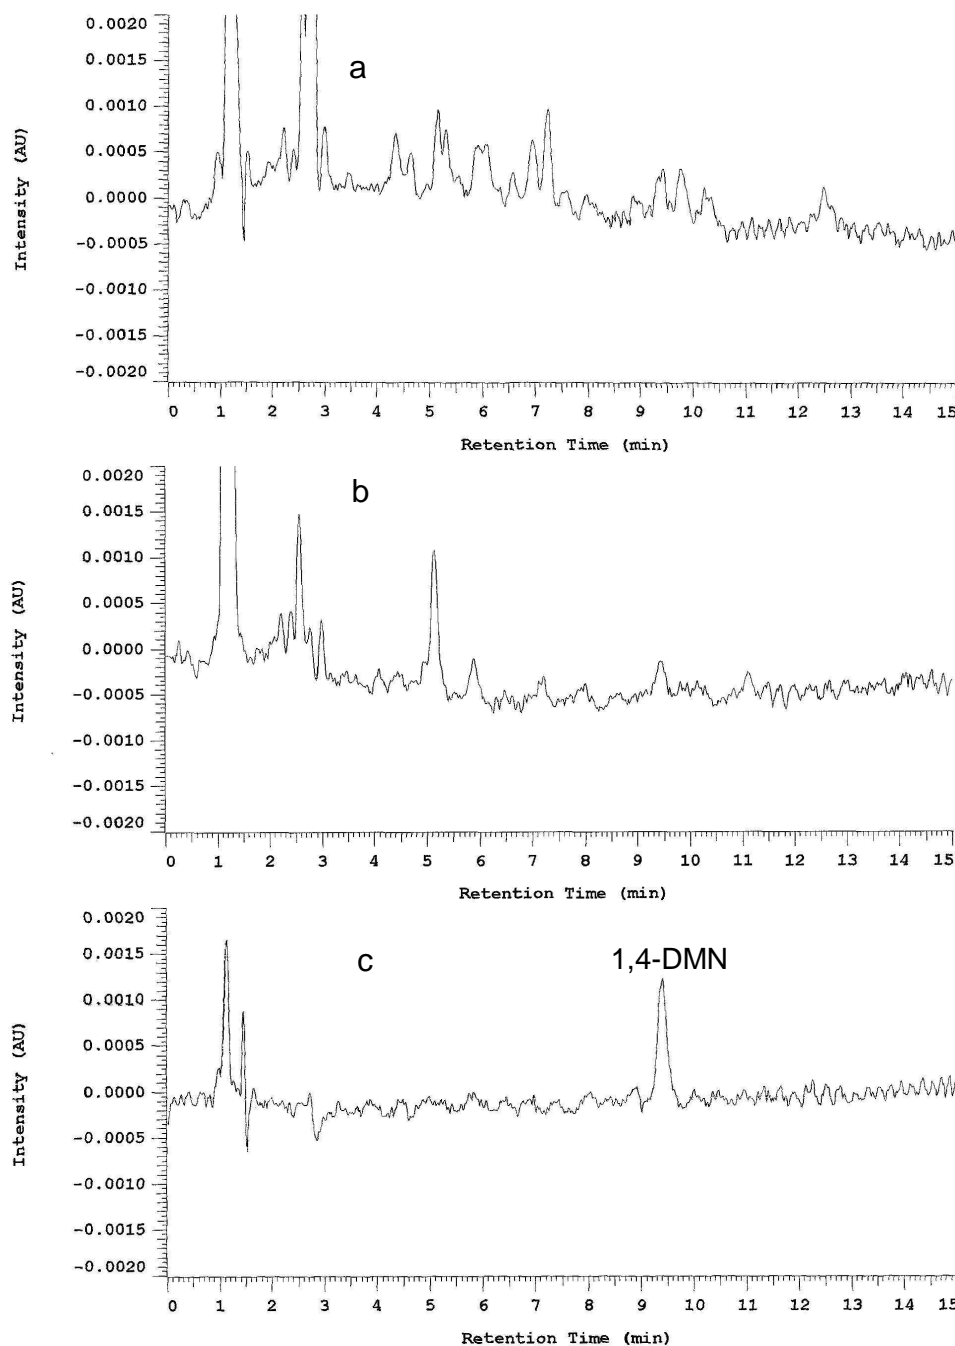 0.0020
a
0.0015
0.0010
0.0005
0.0000
-0.0005
-0.0010
-0.0015
-0.0020
Intensity (AU)
0 1 2 3 4 5 6 7 8 9 10 11 12 13 14 15
Retention Time (min)
0.0020
b
0.0015
0.0010
0.0005
0.0000
-0.0005
-0.0010
-0.0015
-0.0020
Intensity (AU)
0 1 2 3 4 5 6 7 8 9 10 11 12 13 14 15
Retention Time (min)
0.0020
c 1,4-DMN
0.0015
0.0010
0.0005
0.0000
-0.0005
-0.0010
-0.0015
-0.0020
Intensity (AU)
0 1 2 3 4 5 6 7 8 9 10 11 12 13 14 15
Retention Time (min)